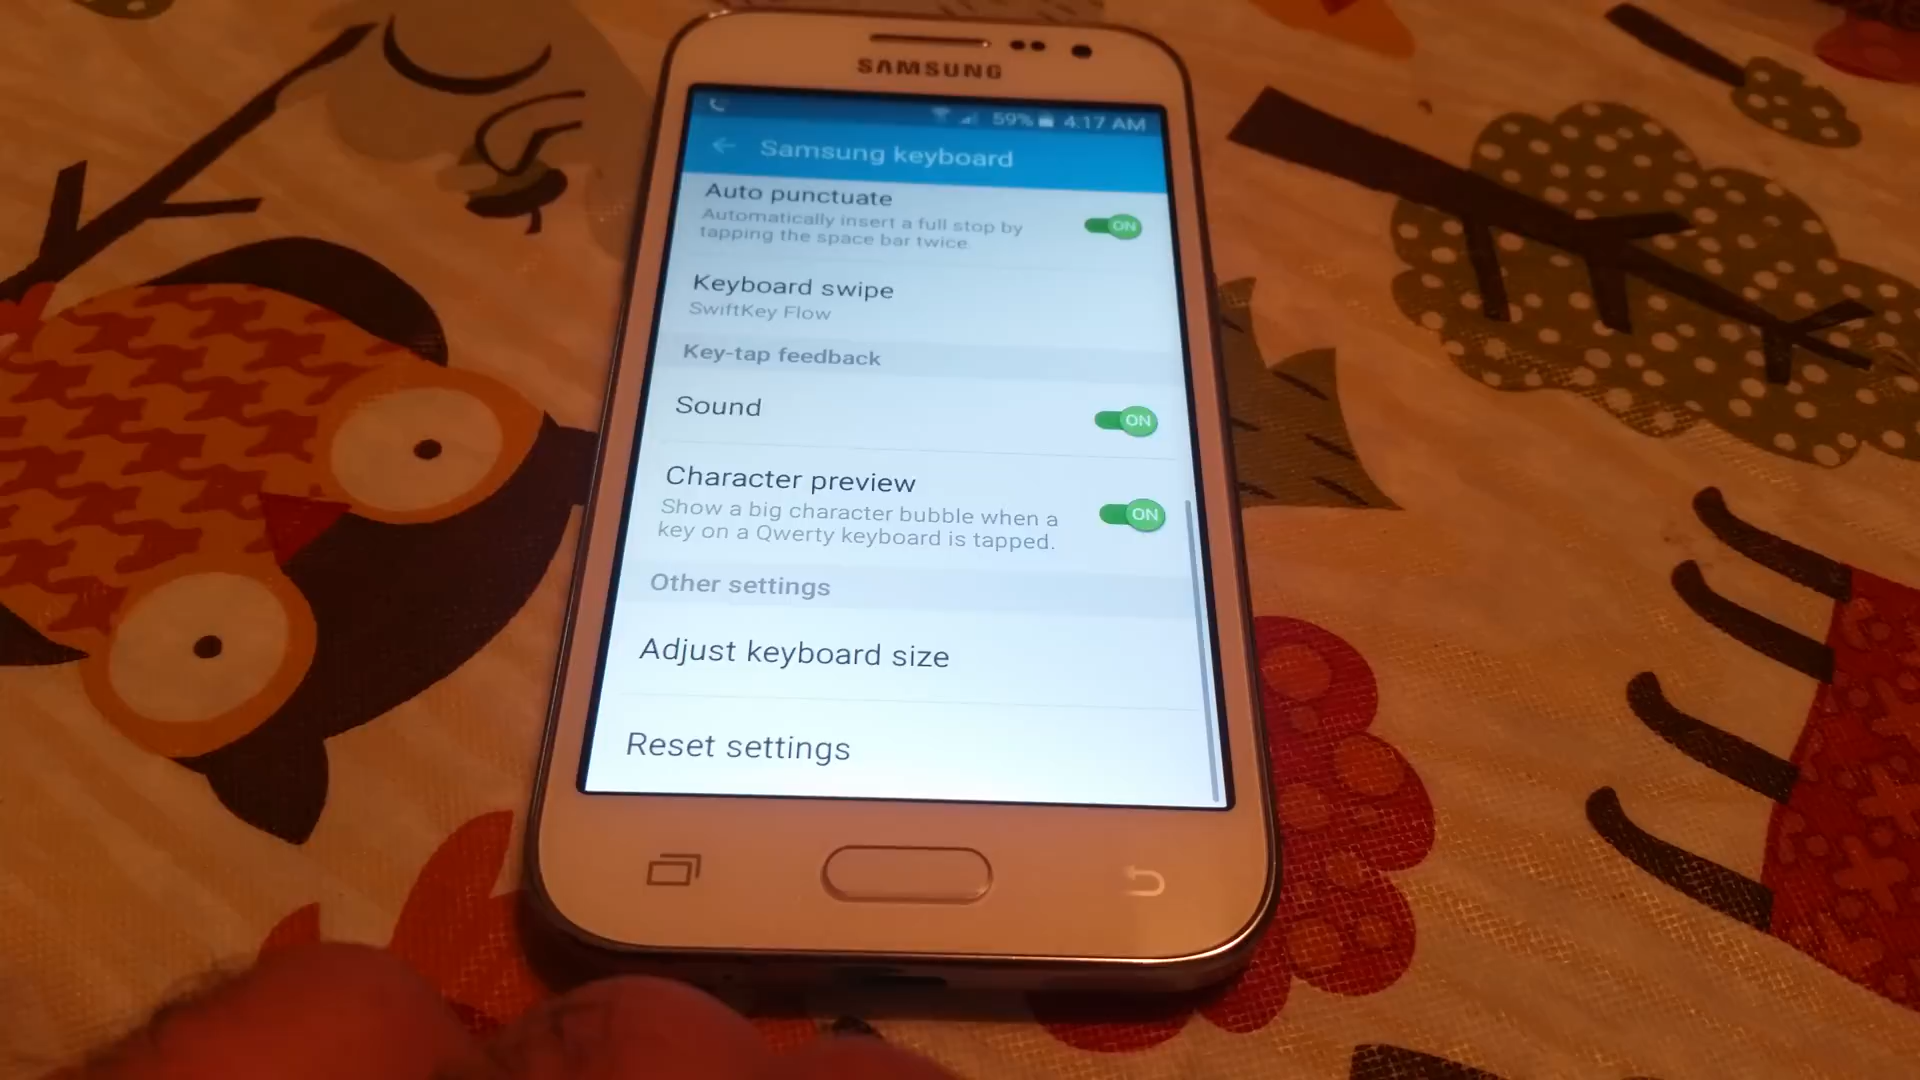 SAMSUNG
59% 4:17 AM
Samsung keyboard
Auto punctuate
Automatically insert a full stop by
tapping the space bar twice.
ON
Keyboard swipe
SwiftKey Flow
Key-tap feedback
Sound
ON
Character preview
Show a big character bubble when a
key on a Qwerty keyboard is tapped.
ON
Other settings
Adjust keyboard size
Reset settings